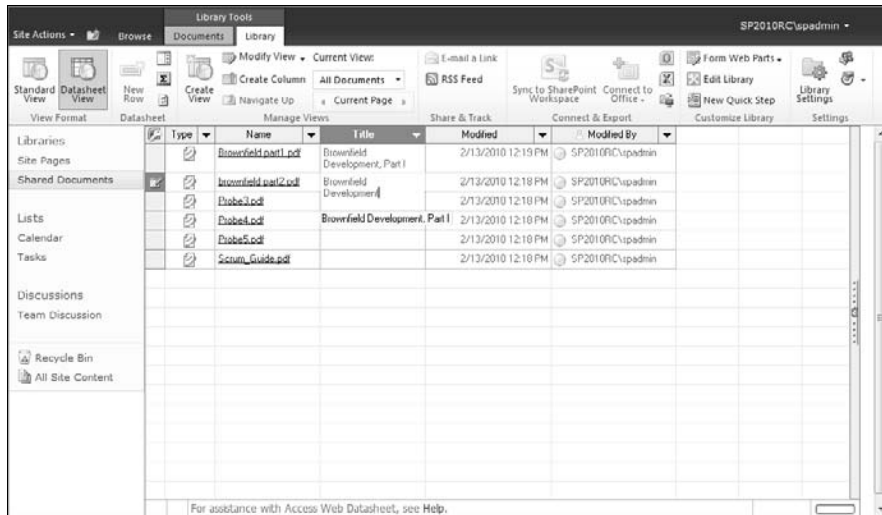 Library Tools
SP2010RC\spadmin
Site Actions Browse Documents Library
Standard View
Datasheet View
New Row
Create View
Modify View
Create Column
Navigate Up
Current View:
All Documents
Current Page
E-mail a Link
RSS Feed
Sync to SharePoint Workspace
Connect to Office
Form Web Parts
Edit Library
New Quick Step
Library Settings
View Format Datasheet Manage Views Share & Track Connect & Export Customize Library Settings
Libraries
Site Pages
Shared Documents
Lists
Calendar
Tasks
Discussions
Team Discussion
Recycle Bin
All Site Content
Type Name Title Modified Modified By
Brownfield part1.pdf Brownfield Development, Part I 2/13/2010 12:19 PM SP2010RC\spadmin
brownfield part2.pdf Brownfield Development 2/13/2010 12:18 PM SP2010RC\spadmin
Probe3.pdf 2/13/2010 12:18 PM SP2010RC\spadmin
Probe4.pdf Brownfield Development, Part I 2/13/2010 12:18 PM SP2010RC\spadmin
Probe5.pdf 2/13/2010 12:18 PM SP2010RC\spadmin
Scrum_Guide.pdf 2/13/2010 12:18 PM SP2010RC\spadmin
For assistance with Access Web Datasheet, see Help.